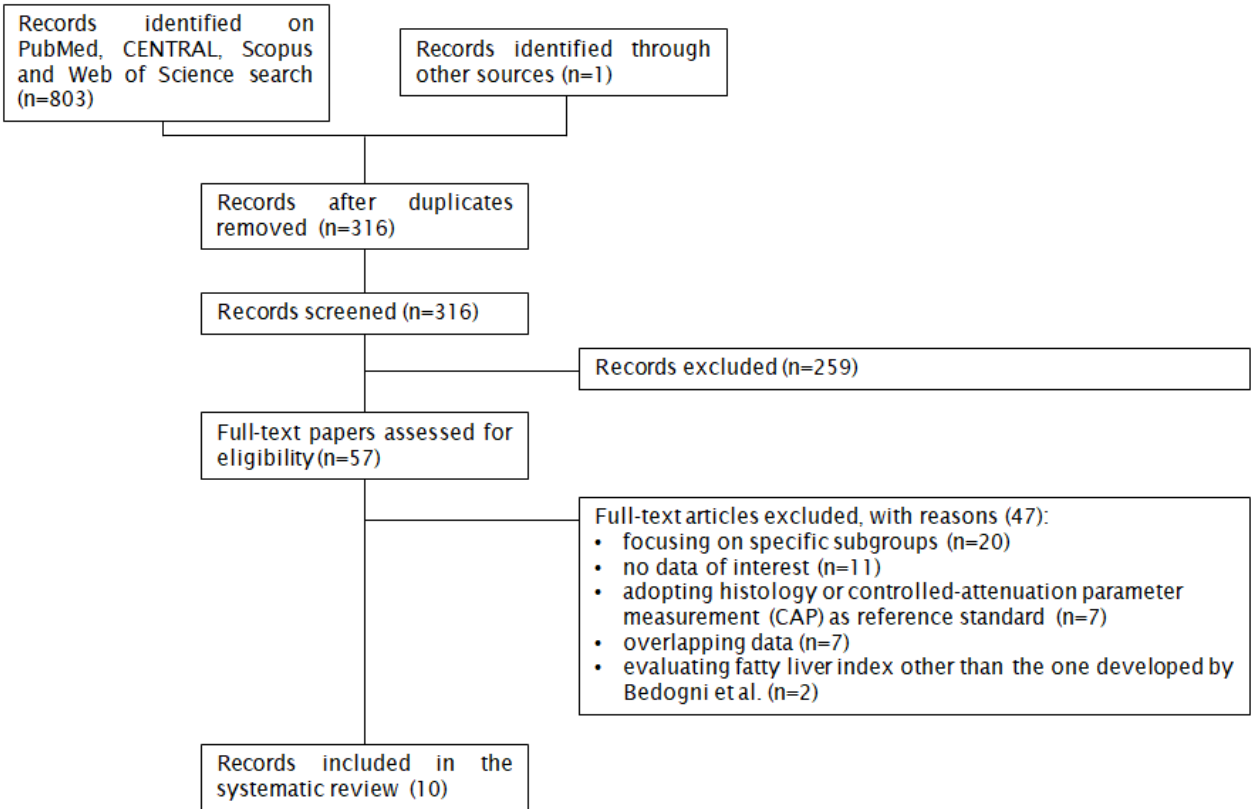 Records identified on
PubMed, CENTRAL, Scopus
and Web of Science search
(n=803)
Records identified through
other sources (n=1)
Records after duplicates
removed (n=316)
Records screened (n=316)
Records excluded (n=259)
Full-text papers assessed for
eligibility (n=57)
Full-text articles excluded, with reasons (47):
• focusing on specific subgroups (n=20)
• no data of interest (n=11)
• adopting histology or controlled-attenuation parameter
measurement (CAP) as reference standard (n=7)
• overlapping data (n=7)
• evaluating fatty liver index other than the one developed by
Bedogni et al. (n=2)
Records included in the
systematic review (10)